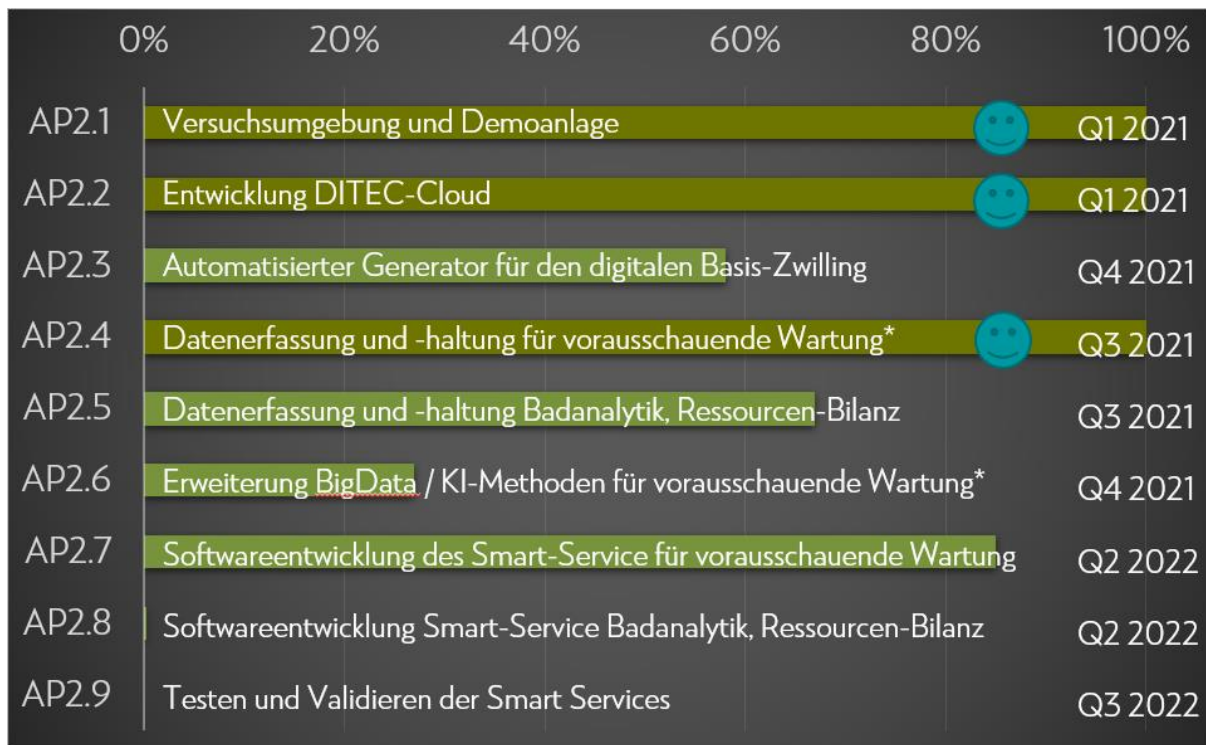 0% 20% 40% 60% 80% 100%
AP2.1 Versuchsumgebung und Demoanlage Q1 2021
AP2.2 Entwicklung DITEC-Cloud Q1 2021
AP2.3 Automatisierter Generator für den digitalen Basis-Zwilling Q4 2021
AP2.4 Datenerfassung und -haltung für vorausschauende Wartung* Q3 2021
AP2.5 Datenerfassung und -haltung Badanalytik, Ressourcen-Bilanz Q3 2021
AP2.6 Erweiterung BigData / KI-Methoden für vorausschauende Wartung* Q4 2021
AP2.7 Softwareentwicklung des Smart-Service für vorausschauende Wartung Q2 2022
AP2.8 Softwareentwicklung Smart-Service Badanalytik, Ressourcen-Bilanz Q2 2022
AP2.9 Testen und Validieren der Smart Services Q3 2022